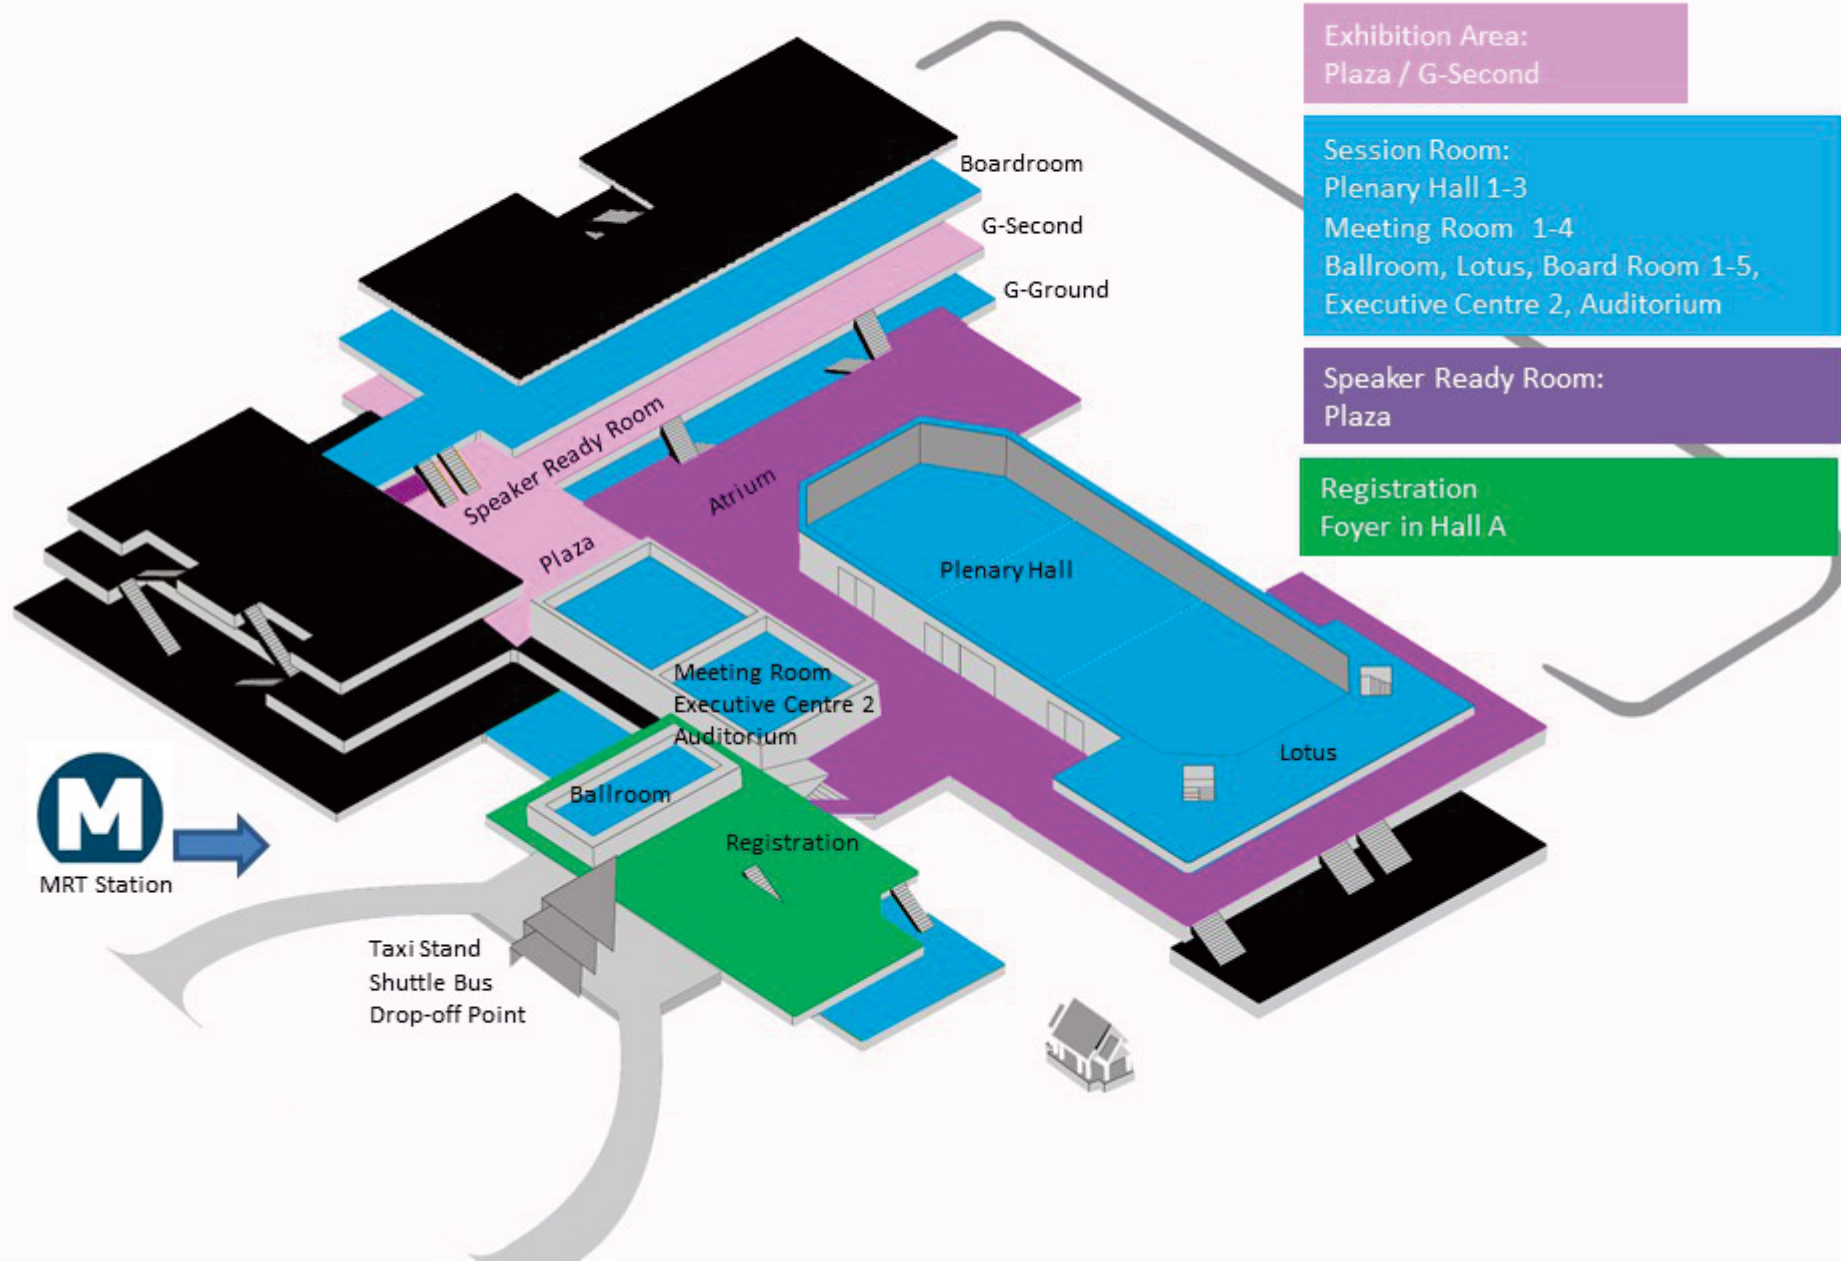 Exhibition Area:
Plaza / G-Second
Session Room:
Plenary Hall 1-3
Meeting Room 1-4
Ballroom, Lotus, Board Room 1-5,
Executive Centre 2, Auditorium
Speaker Ready Room:
Plaza
Registration
Foyer in Hall A
Boardroom
G-Second
G-Ground
Speaker Ready Room
Atrium
Plaza
Plenary Hall
Meeting Room
Executive Centre 2
Auditorium
Lotus
Ballroom
Registration
M
MRT Station
Taxi Stand
Shuttle Bus
Drop-off Point